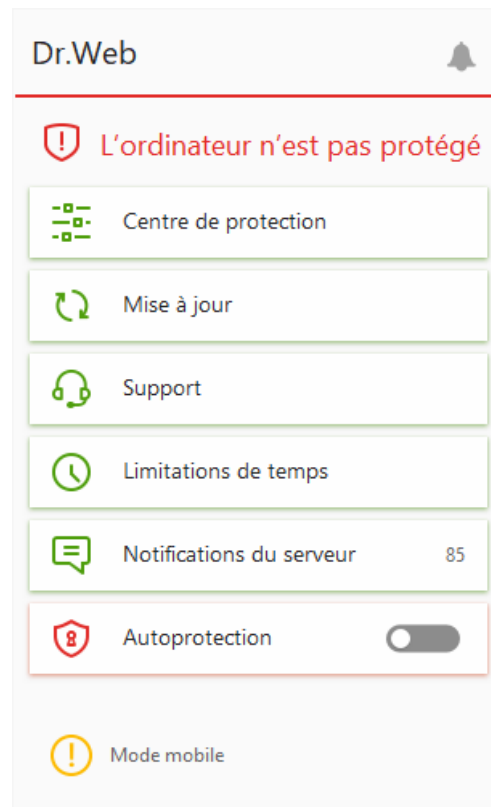 Dr.Web
L’ordinateur n’est pas protégé
Centre de protection
Mise à jour
Support
Limitations de temps
Notifications du serveur 85
Autoprotection
Mode mobile